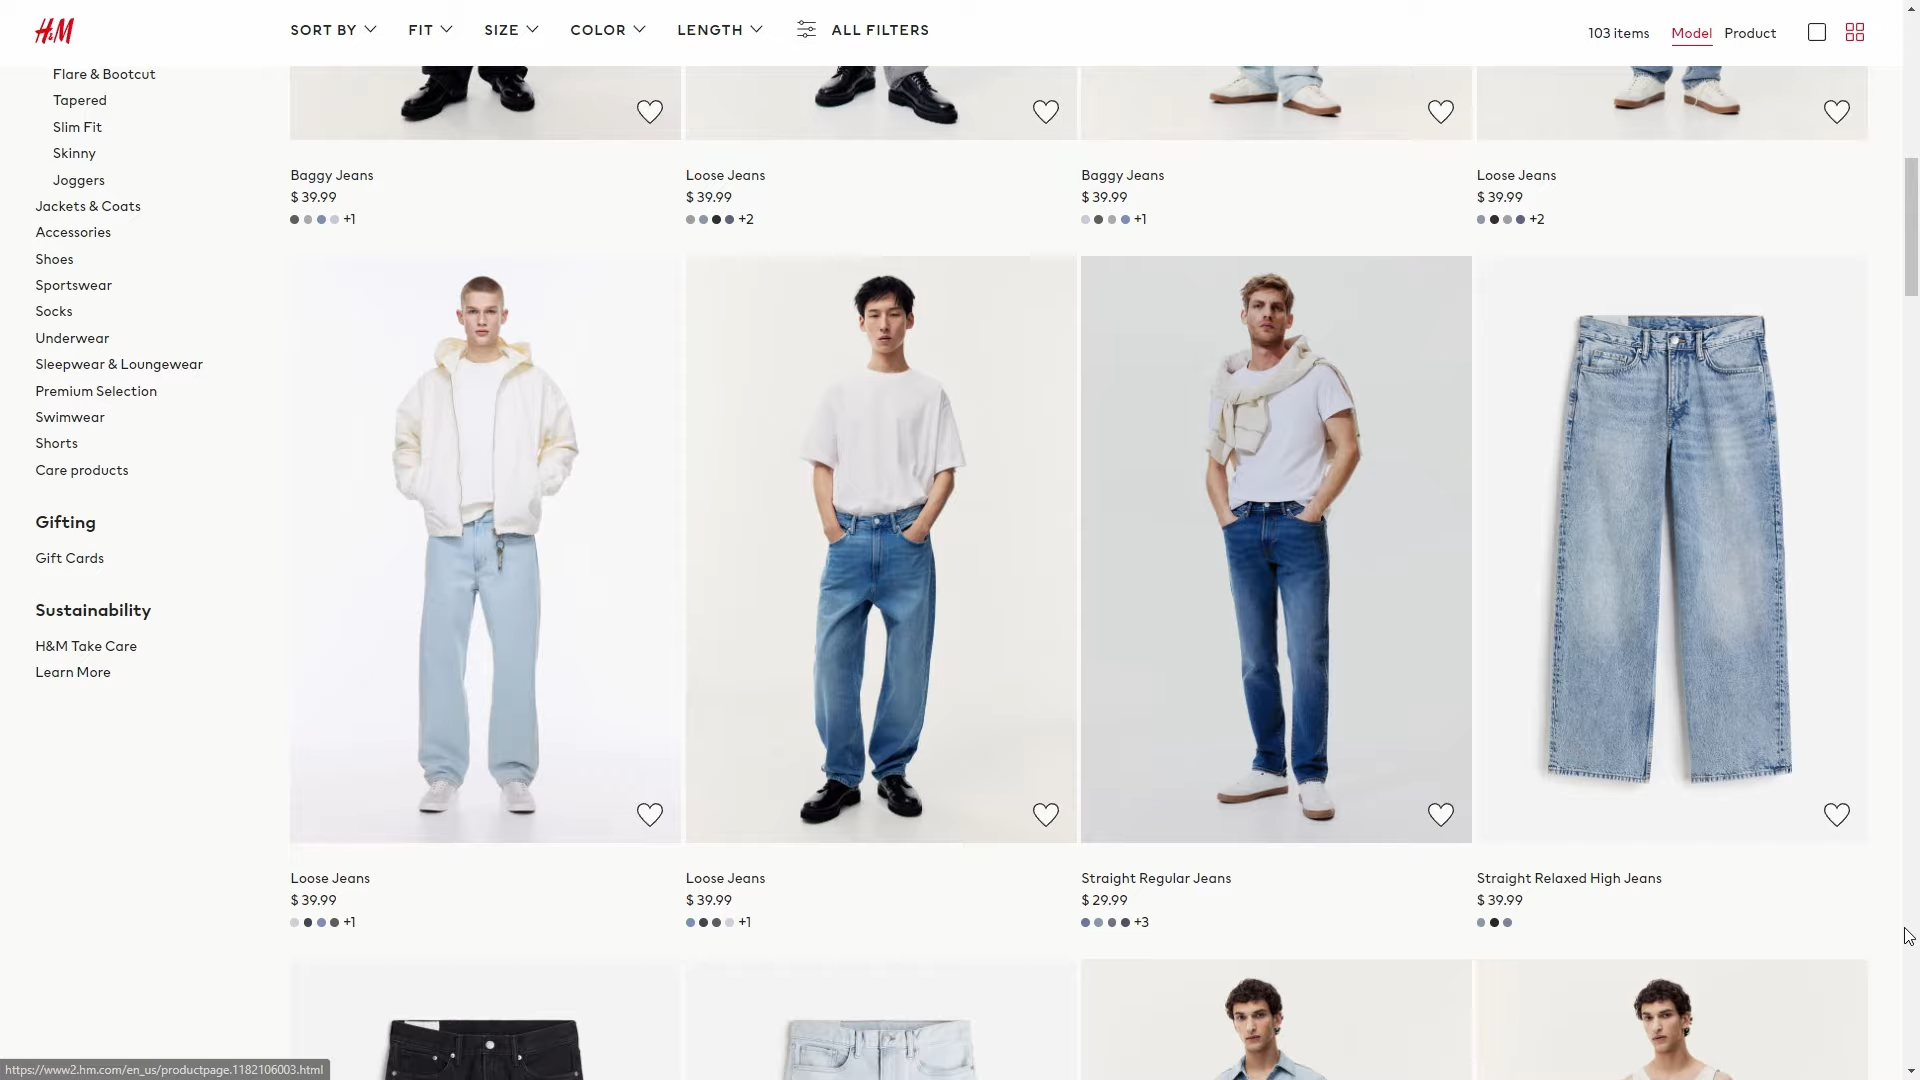 H&M
SORT BY
FIT
SIZE
COLOR
LENGTH
ALL FILTERS
103 items
Model
Product
Flare & Bootcut
Tapered
Slim Fit
Skinny
Joggers
Jackets & Coats
Accessories
Shoes
Sportswear
Socks
Underwear
Sleepwear & Loungewear
Premium Selection
Swimwear
Shorts
Care products
Gifting
Gift Cards
Sustainability
H&M Take Care
Learn More
Baggy Jeans
$ 39.99
+1
Loose Jeans
$ 39.99
+2
Baggy Jeans
$ 39.99
+1
Loose Jeans
$ 39.99
+2
Loose Jeans
$ 39.99
+1
Loose Jeans
$ 39.99
+1
Straight Regular Jeans
$ 29.99
+3
Straight Relaxed High Jeans
$ 39.99
https://www2.hm.com/en_us/productpage.1182106003.html